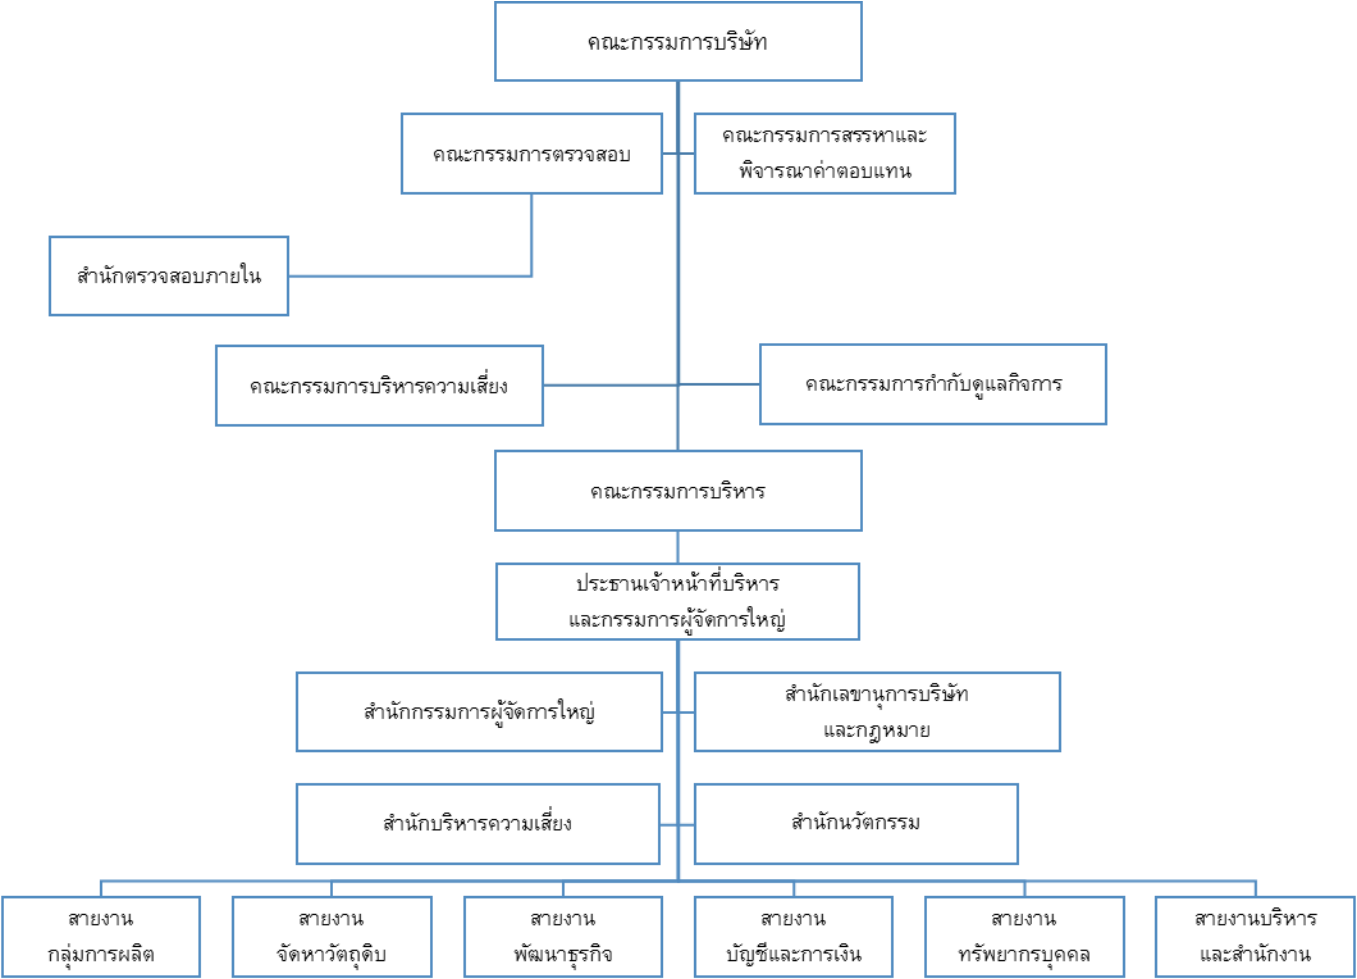 คณะกรรมการบริษัท
คณะกรรมการตรวจสอบ
คณะกรรมการสรรหาและ
พิจารณาค่าตอบแทน
สำนักตรวจสอบภายใน
คณะกรรมการบริหารความเสี่ยง
คณะกรรมการกำกับดูแลกิจการ
คณะกรรมการบริหาร
ประธานเจ้าหน้าที่บริหาร
และกรรมการผู้จัดการใหญ่
สำนักกรรมการผู้จัดการใหญ่
สำนักเลขานุการบริษัท
และกฎหมาย
สำนักบริหารความเสี่ยง
สำนักนวัตกรรม
สายงาน
กลุ่มการผลิต
สายงาน
จัดหาวัตถุดิบ
สายงาน
พัฒนาธุรกิจ
สายงาน
บัญชีและการเงิน
สายงาน
ทรัพยากรบุคคล
สายงานบริหาร
และสำนักงาน